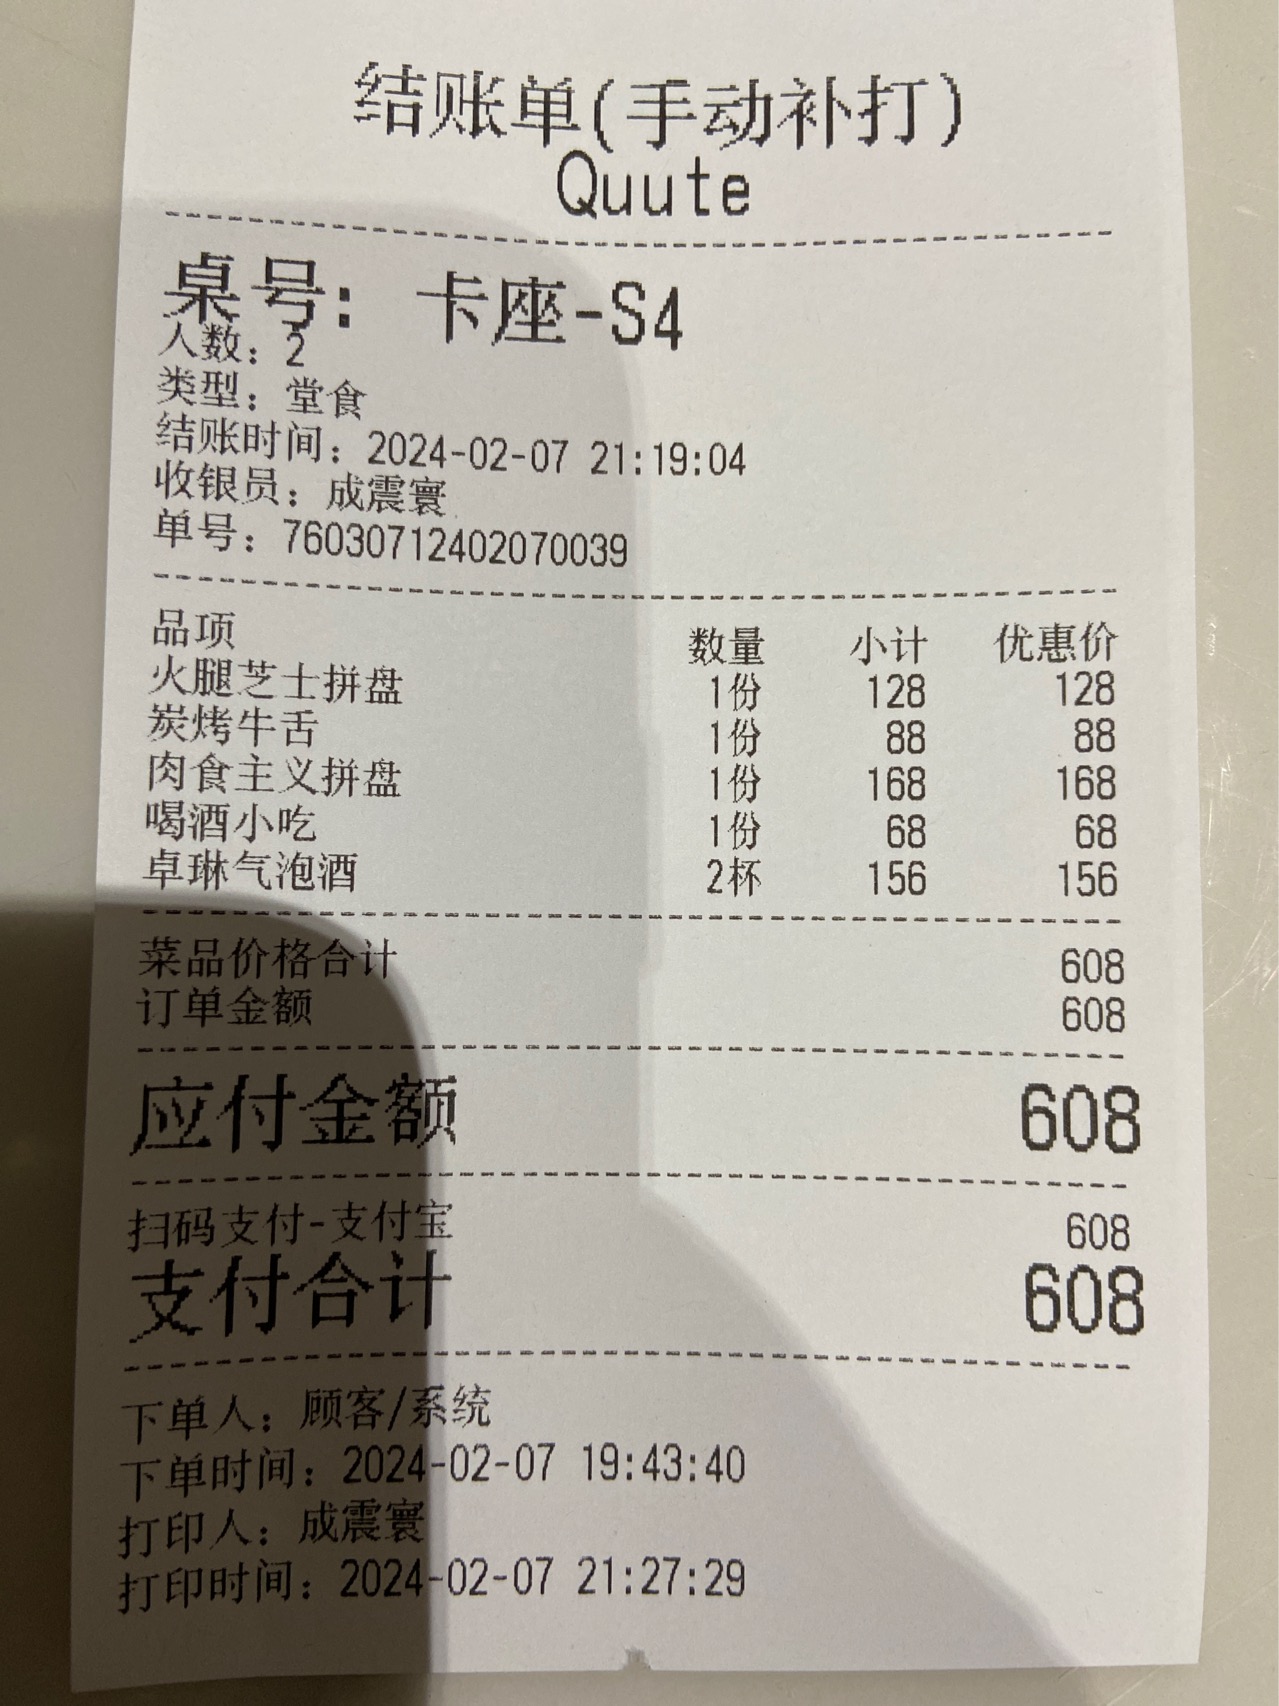 结账单(手动补打)
Quute
桌号: 卡座-S4
人数: 2
类型: 堂食
结账时间: 2024-02-07 21:19:04
收银员: 成震寰
单号: 76030712402070039
品项 数量 小计 优惠价
火腿芝士拼盘 1份 128 128
炭烤牛舌 1份 88 88
肉食主义拼盘 1份 168 168
喝酒小吃 1份 68 68
卓琳气泡酒 2杯 156 156
菜品价格合计 608
订单金额 608
应付金额 608
扫码支付-支付宝 608
支付合计 608
下单人: 顾客/系统
下单时间: 2024-02-07 19:43:40
打印人: 成震寰
打印时间: 2024-02-07 21:27:29